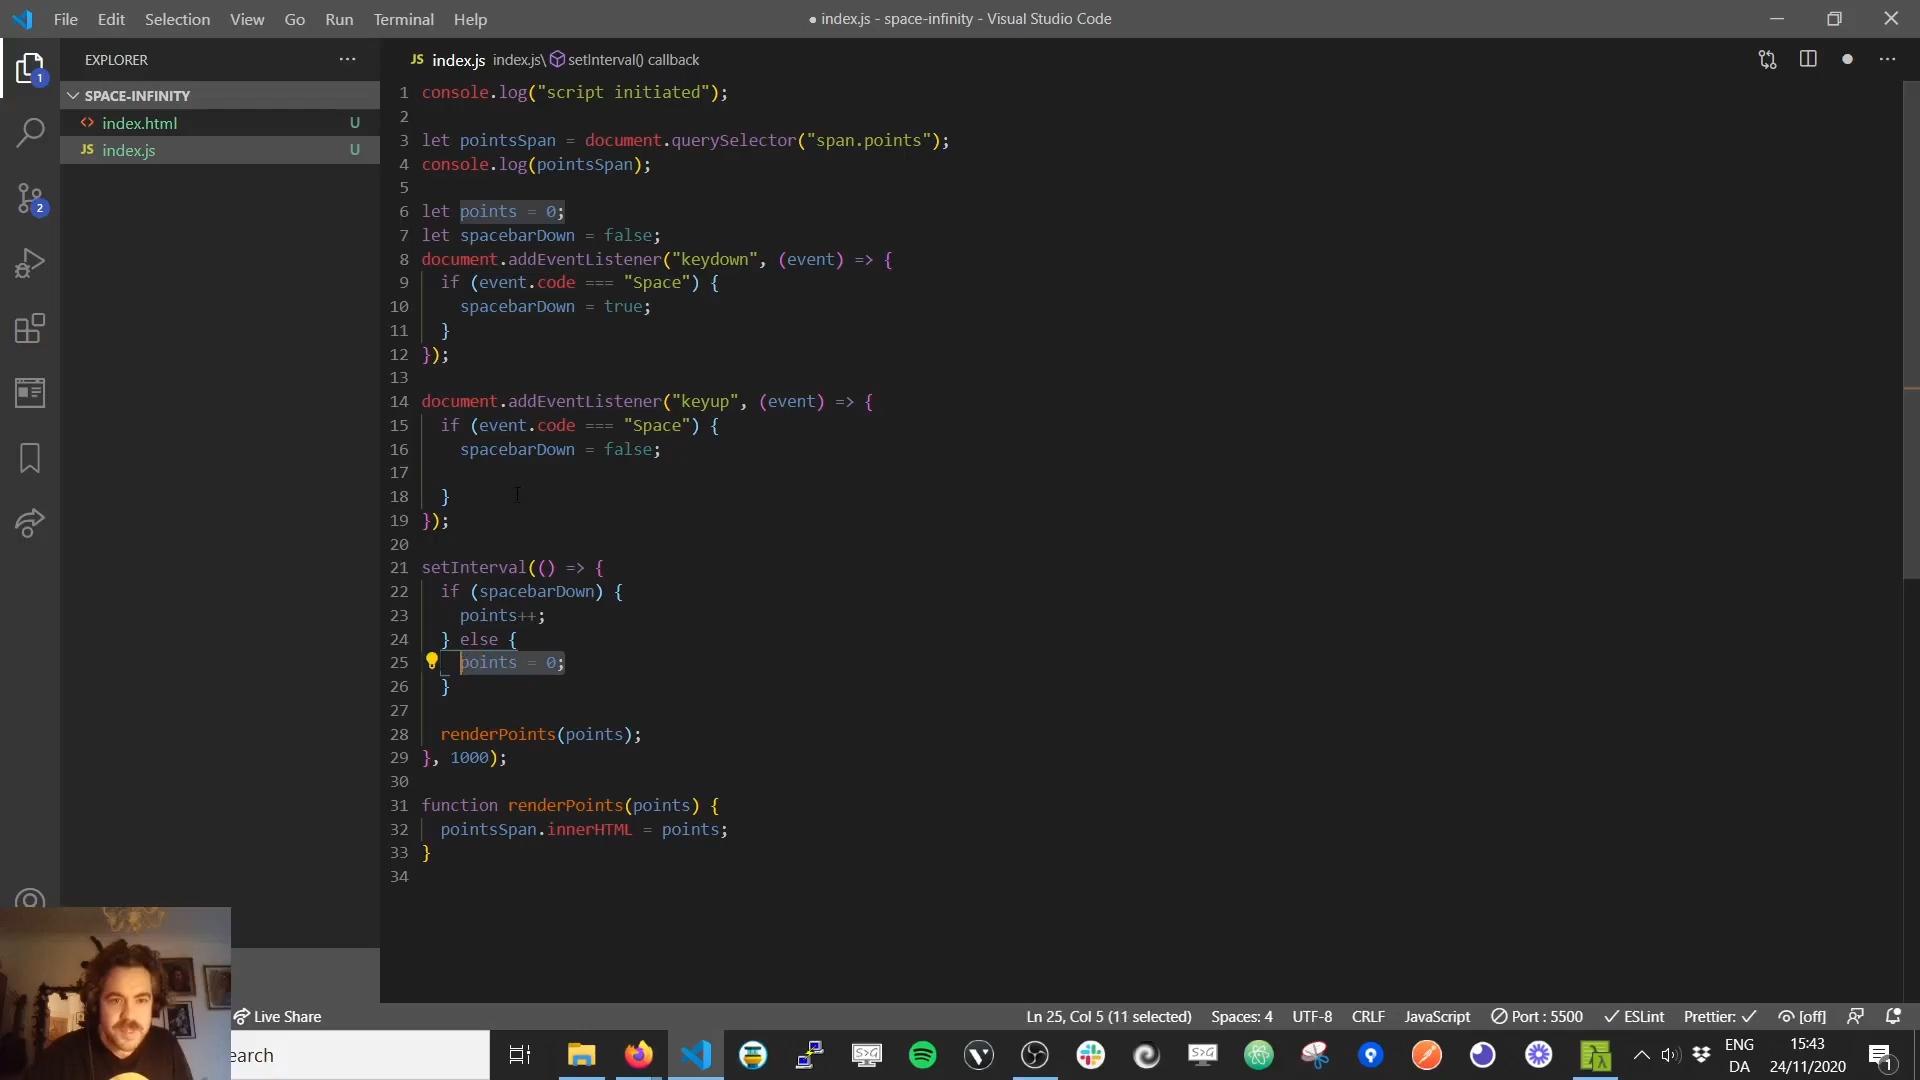 File Edit Selection View Go Run Terminal Help
● index.js - space-infinity - Visual Studio Code
EXPLORER
SPACE-INFINITY
<> index.html U
JS index.js U
1
2
JS index.js index.js\ setInterval() callback
1 console.log("script initiated");
2
3 let pointsSpan = document.querySelector("span.points");
4 console.log(pointsSpan);
5
6 let points = 0;
7 let spacebarDown = false;
8 document.addEventListener("keydown", (event) => {
9 if (event.code === "Space") {
10 spacebarDown = true;
11 }
12 });
13
14 document.addEventListener("keyup", (event) => {
15 if (event.code === "Space") {
16 spacebarDown = false;
17
18 }
19 });
20
21 setInterval(() => {
22 if (spacebarDown) {
23 points++;
24 } else {
25 points = 0;
26 }
27
28 renderPoints(points);
29 }, 1000);
30
31 function renderPoints(points) {
32 pointsSpan.innerHTML = points;
33 }
34
Live Share
Ln 25, Col 5 (11 selected) Spaces: 4 UTF-8 CRLF JavaScript Port : 5500 ESLint Prettier: ✓ [off]
earch
S>G
S>G
ENG
DA
15:43
24/11/2020
1